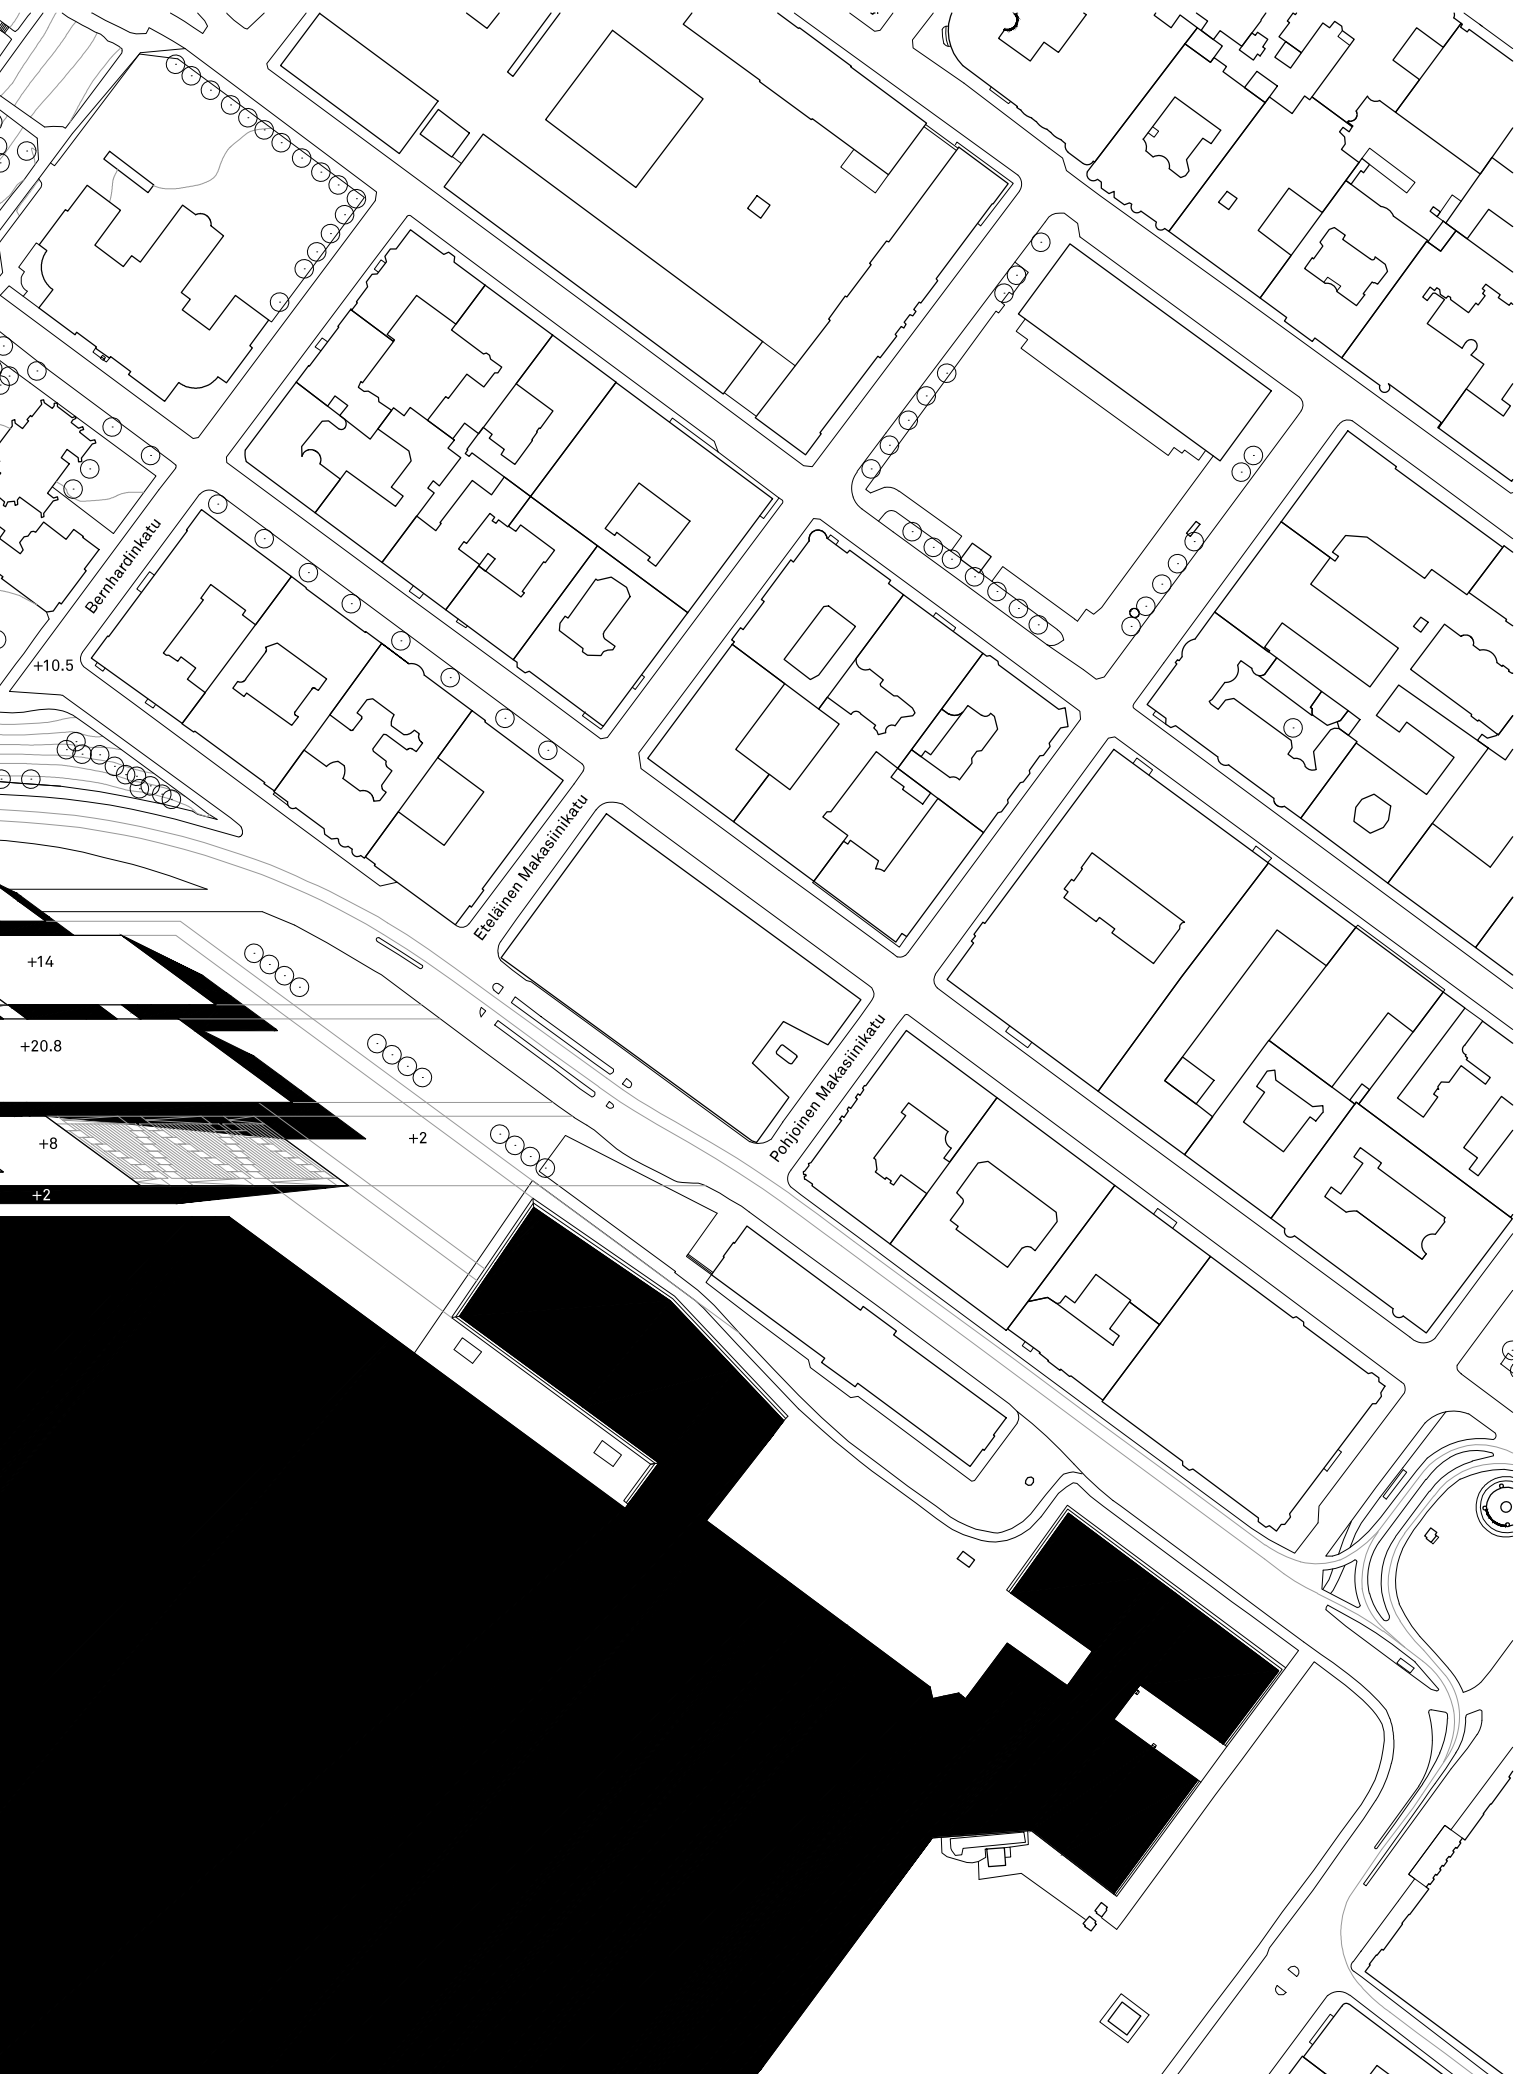 Bernhardinkatu
+10.5
Eteläinen Makasiinikatu
+14
Pohjoinen Makasiinikatu
+20.8
+2
+8
+2